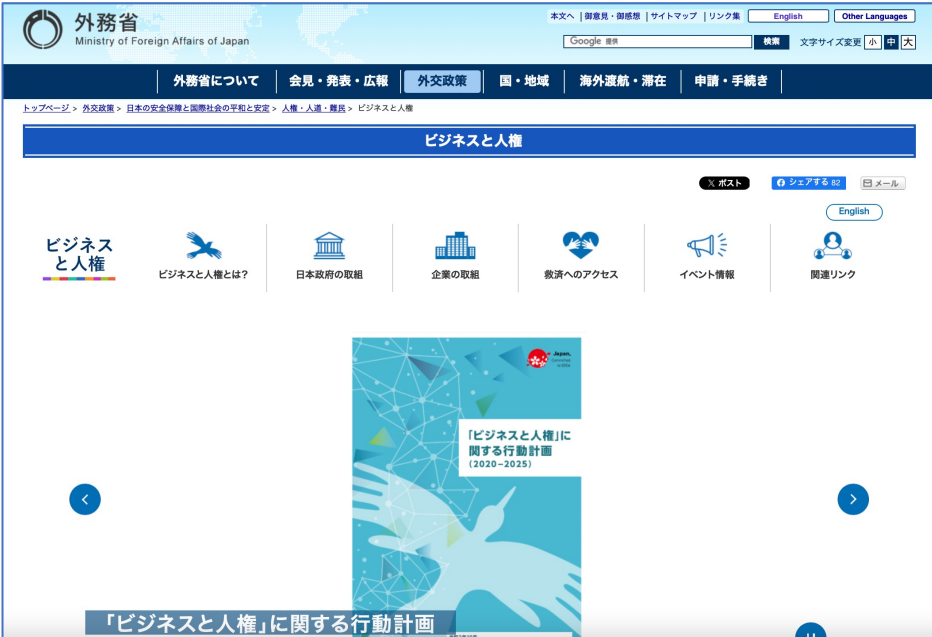 外務省
Ministry of Foreign Affairs of Japan
本文へ | 御意見・御感想 | サイトマップ | リンク集 English Other Languages
Google 提供 検索 文字サイズ変更 小 中 大
外務省について 会見・発表・広報 外交政策 国・地域 海外渡航・滞在 申請・手続き
トップページ > 外交政策 > 日本の安全保障と国際社会の平和と安定 > 人権・人道・難民 > ビジネスと人権
ビジネスと人権
ポスト シェアする 82 メール
English
ビジネス
と人権
ビジネスと人権とは? 日本政府の取組 企業の取組 救済へのアクセス イベント情報 関連リンク
Japan.
Committed
to SDGs
「ビジネスと人権」に
関する行動計画
(2020−2025)
「ビジネスと人権」に関する行動計画